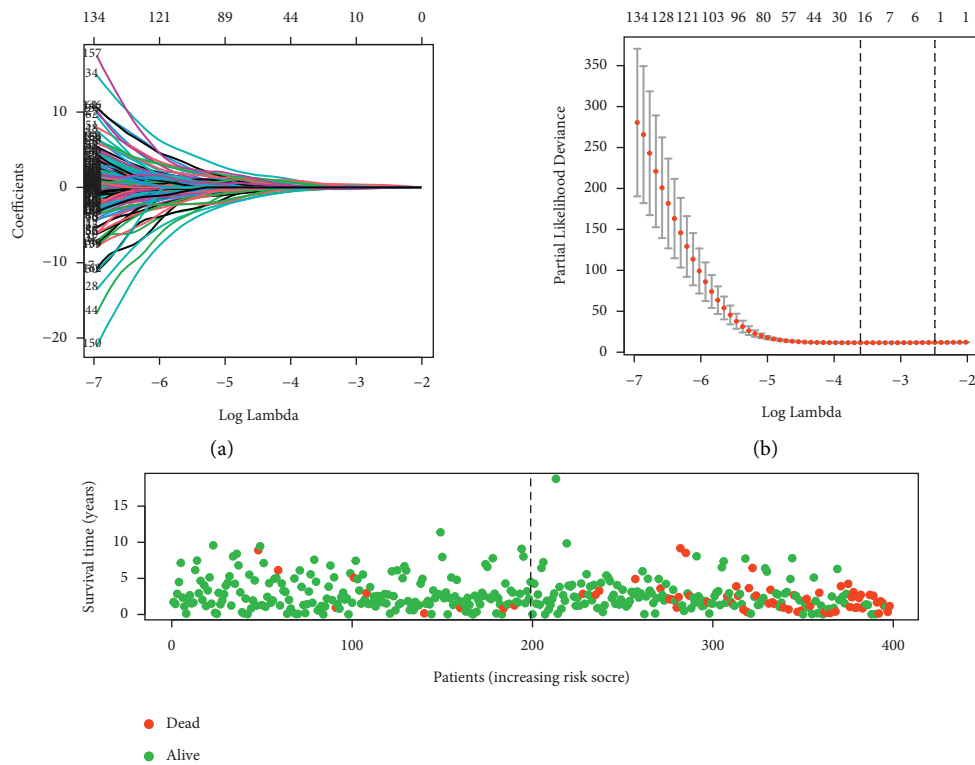 134 121 89 44 10 0
157
34
62
28
44
150
10
0
−10
−20
Coefficients
−7 −6 −5 −4 −3 −2
Log Lambda
(a)
134 128 121 103 96 80 57 44 30 16 7 6 1 1
350
300
250
200
150
100
50
0
Partial Likelihood Deviance
−7 −6 −5 −4 −3 −2
Log Lambda
(b)
15
10
5
0
Survival time (years)
0 100 200 300 400
Patients (increasing risk socre)
Dead
Alive